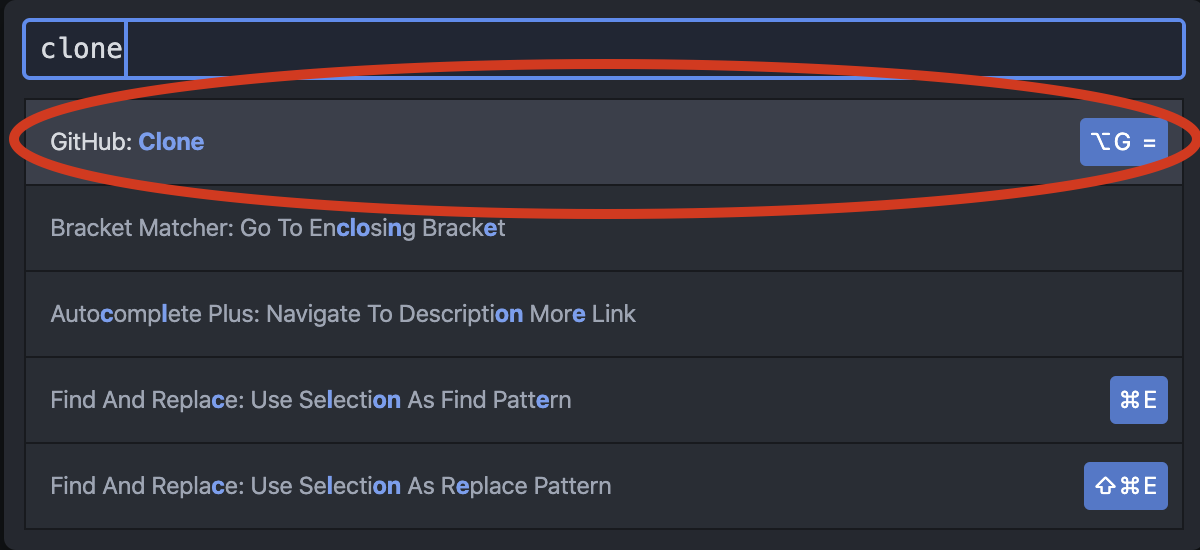 clone
GitHub: Clone ⌥G =
Bracket Matcher: Go To Enclosing Bracket
Autocomplete Plus: Navigate To Description More Link
Find And Replace: Use Selection As Find Pattern ⌘E
Find And Replace: Use Selection As Replace Pattern ⇧⌘E